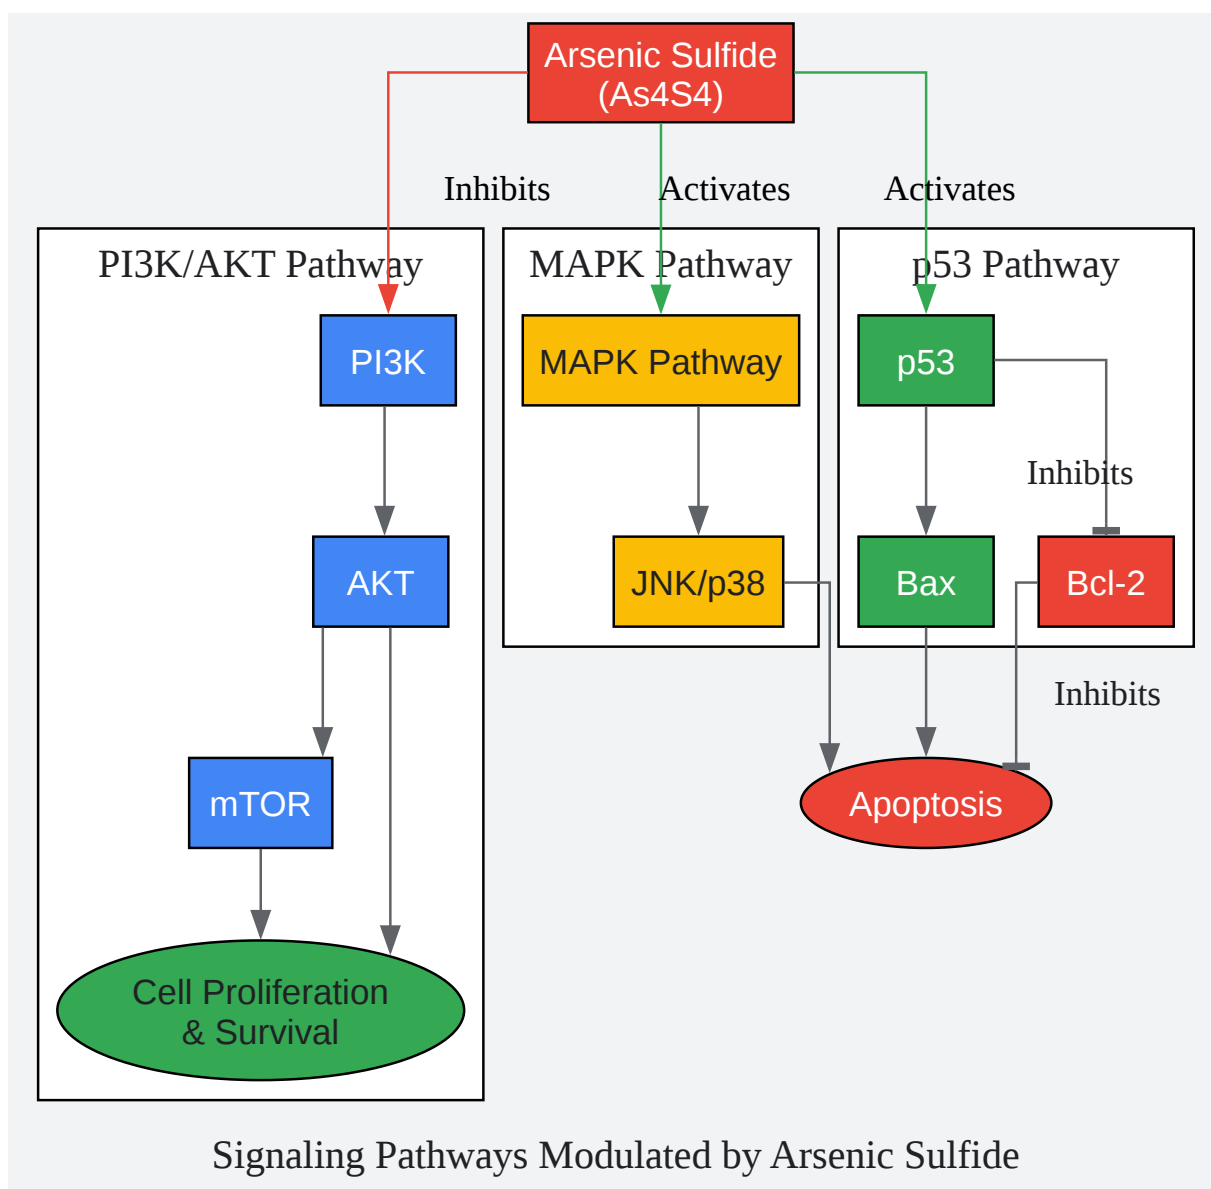 Arsenic Sulfide
(As4S4)
Inhibits
Activates
Activates
PI3K/AKT Pathway
MAPK Pathway
p53 Pathway
PI3K
MAPK Pathway
p53
Inhibits
AKT
JNK/p38
Bax
Bcl-2
Inhibits
mTOR
Apoptosis
Cell Proliferation
& Survival
Signaling Pathways Modulated by Arsenic Sulfide